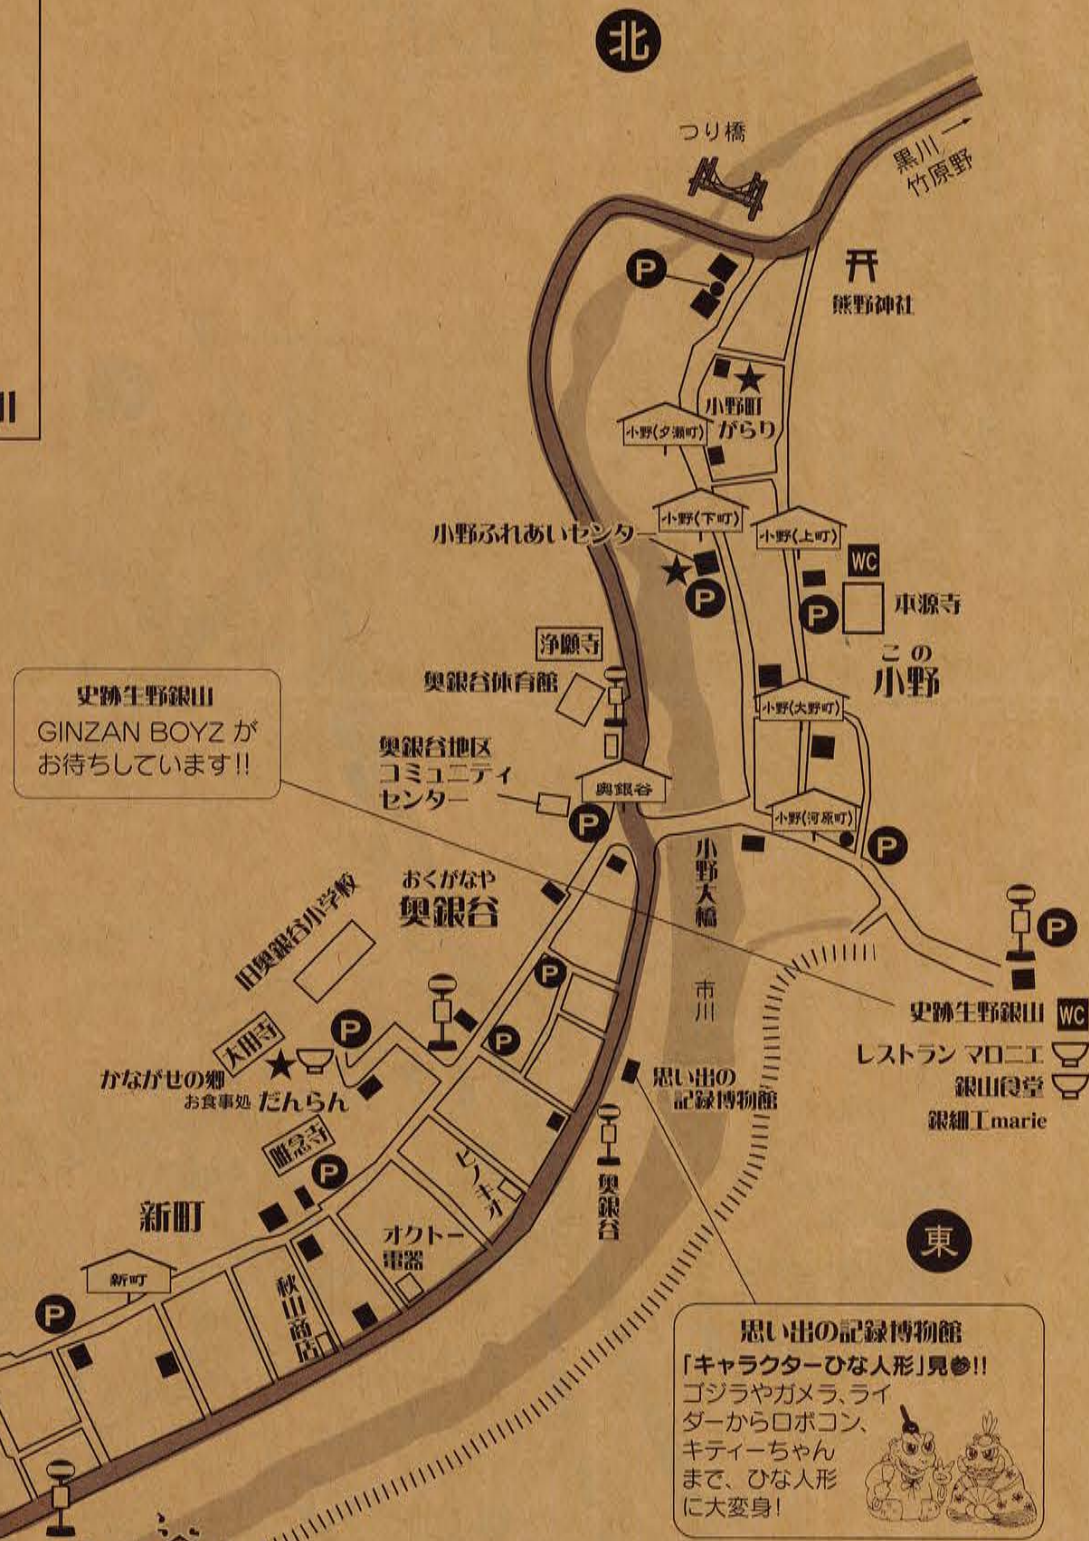 北
つり橋
黒川
竹原野
P
熊野神社
小野町
がらり
小野(夕瀬町)
小野(下町)
小野(上町)
小野ふれあいセンター
WC
P
P
本源寺
この
小野
浄願寺
奥銀谷体育館
小野(大野町)
史跡生野銀山
GINZAN BOYZ が
お待ちしています!!
奥銀谷地区
コミュニティ
センター
奥銀谷
P
小野(河原町)
P
小野大橋
おくがなや
奥銀谷
旧奥銀谷小学校
P
P
市川
史跡生野銀山 WC
レストラン マロニエ
銀山食堂
銀細工marie
P
P
大用寺
かながせの郷
お食事処 だんらん
思い出の
記録博物館
唯念寺
P
ピノキオ
奥銀谷
新町
オクトー
電器
東
新町
P
秋山商店
思い出の記録博物館
「キャラクターひな人形」見参!!
ゴジラやガメラ、ライ
ダーからロボコン、
キティーちゃん
まで、ひな人形
に大変身!
川